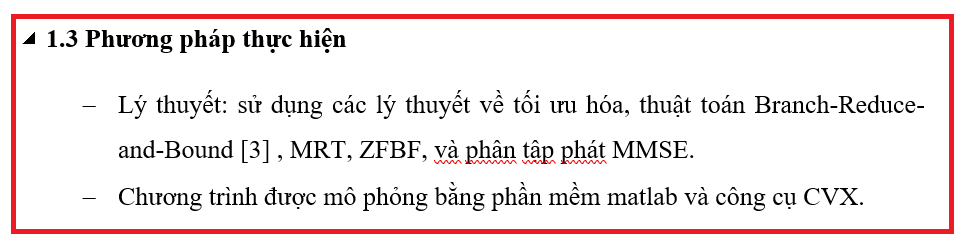 1.3 Phương pháp thực hiện
– Lý thuyết: sử dụng các lý thuyết về tối ưu hóa, thuật toán Branch-Reduce-
and-Bound [3] , MRT, ZFBF, và phân tập phát MMSE.
– Chương trình được mô phỏng bằng phần mềm matlab và công cụ CVX.